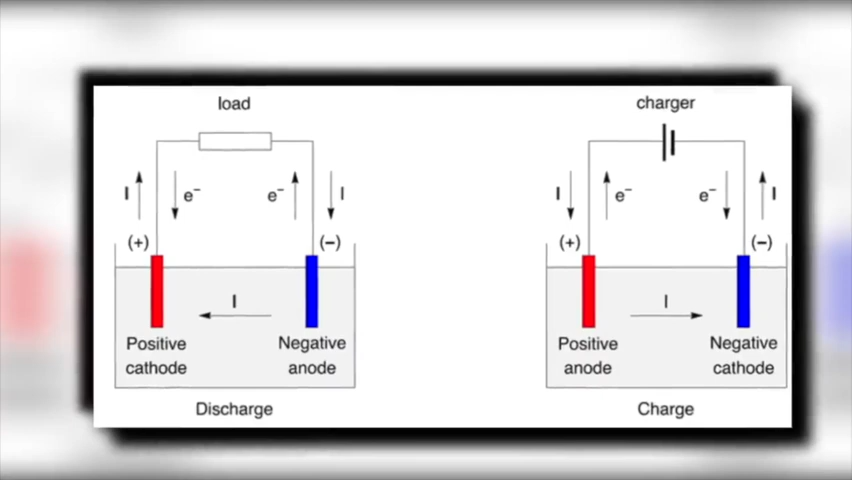 load
I
e⁻
e⁻
I
(+)
(−)
I
Positive
cathode
Negative
anode
Discharge
charger
I
e⁻
e⁻
I
(+)
(−)
I
Positive
anode
Negative
cathode
Charge